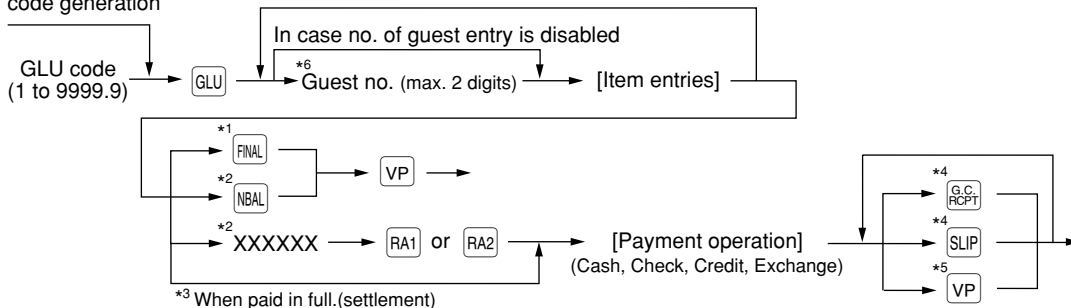 code generation
In case no. of guest entry is disabled
GLU code
(1 to 9999.9)
GLU
*6
Guest no. (max. 2 digits)
[Item entries]
*1
FINAL
*2
NBAL
VP
*2
XXXXXX
RA1 or RA2
[Payment operation]
(Cash, Check, Credit, Exchange)
*4
G.C.
RCPT
*4
SLIP
*5
VP
*3 When paid in full.(settlement)